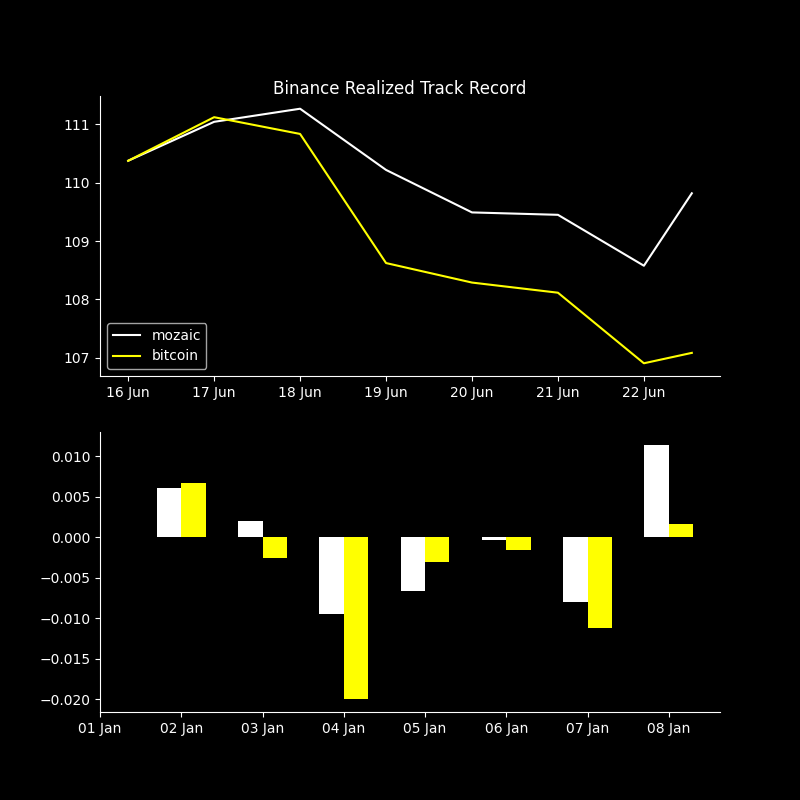 Binance Realized Track Record
111
110
109
108
107
mozaic
bitcoin
16 Jun 17 Jun 18 Jun 19 Jun 20 Jun 21 Jun 22 Jun
0.010
0.005
0.000
−0.005
−0.010
−0.015
−0.020
01 Jan 02 Jan 03 Jan 04 Jan 05 Jan 06 Jan 07 Jan 08 Jan